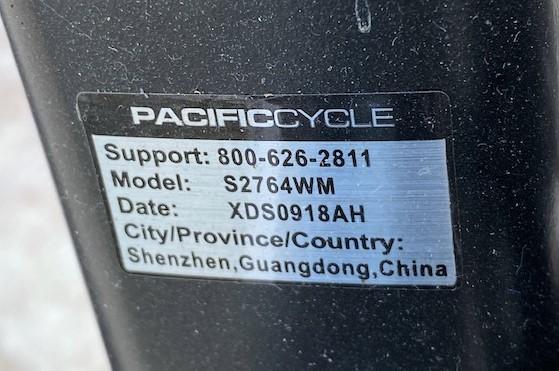 PACIFICCYCLE
Support: 800-626-2811
Model: S2764WM
Date: XDS0918AH
City/Province/Country:
Shenzhen,Guangdong,China